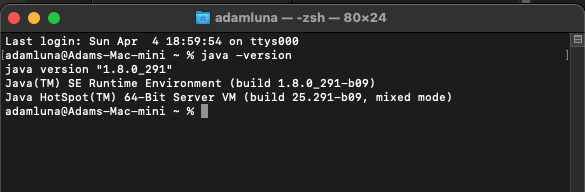 adamluna — -zsh — 80×24
Last login: Sun Apr  4 18:59:54 on ttys000
[adamluna@Adams-Mac-mini ~ % java -version ]
java version "1.8.0_291"
Java(TM) SE Runtime Environment (build 1.8.0_291-b09)
Java HotSpot(TM) 64-Bit Server VM (build 25.291-b09, mixed mode)
adamluna@Adams-Mac-mini ~ %